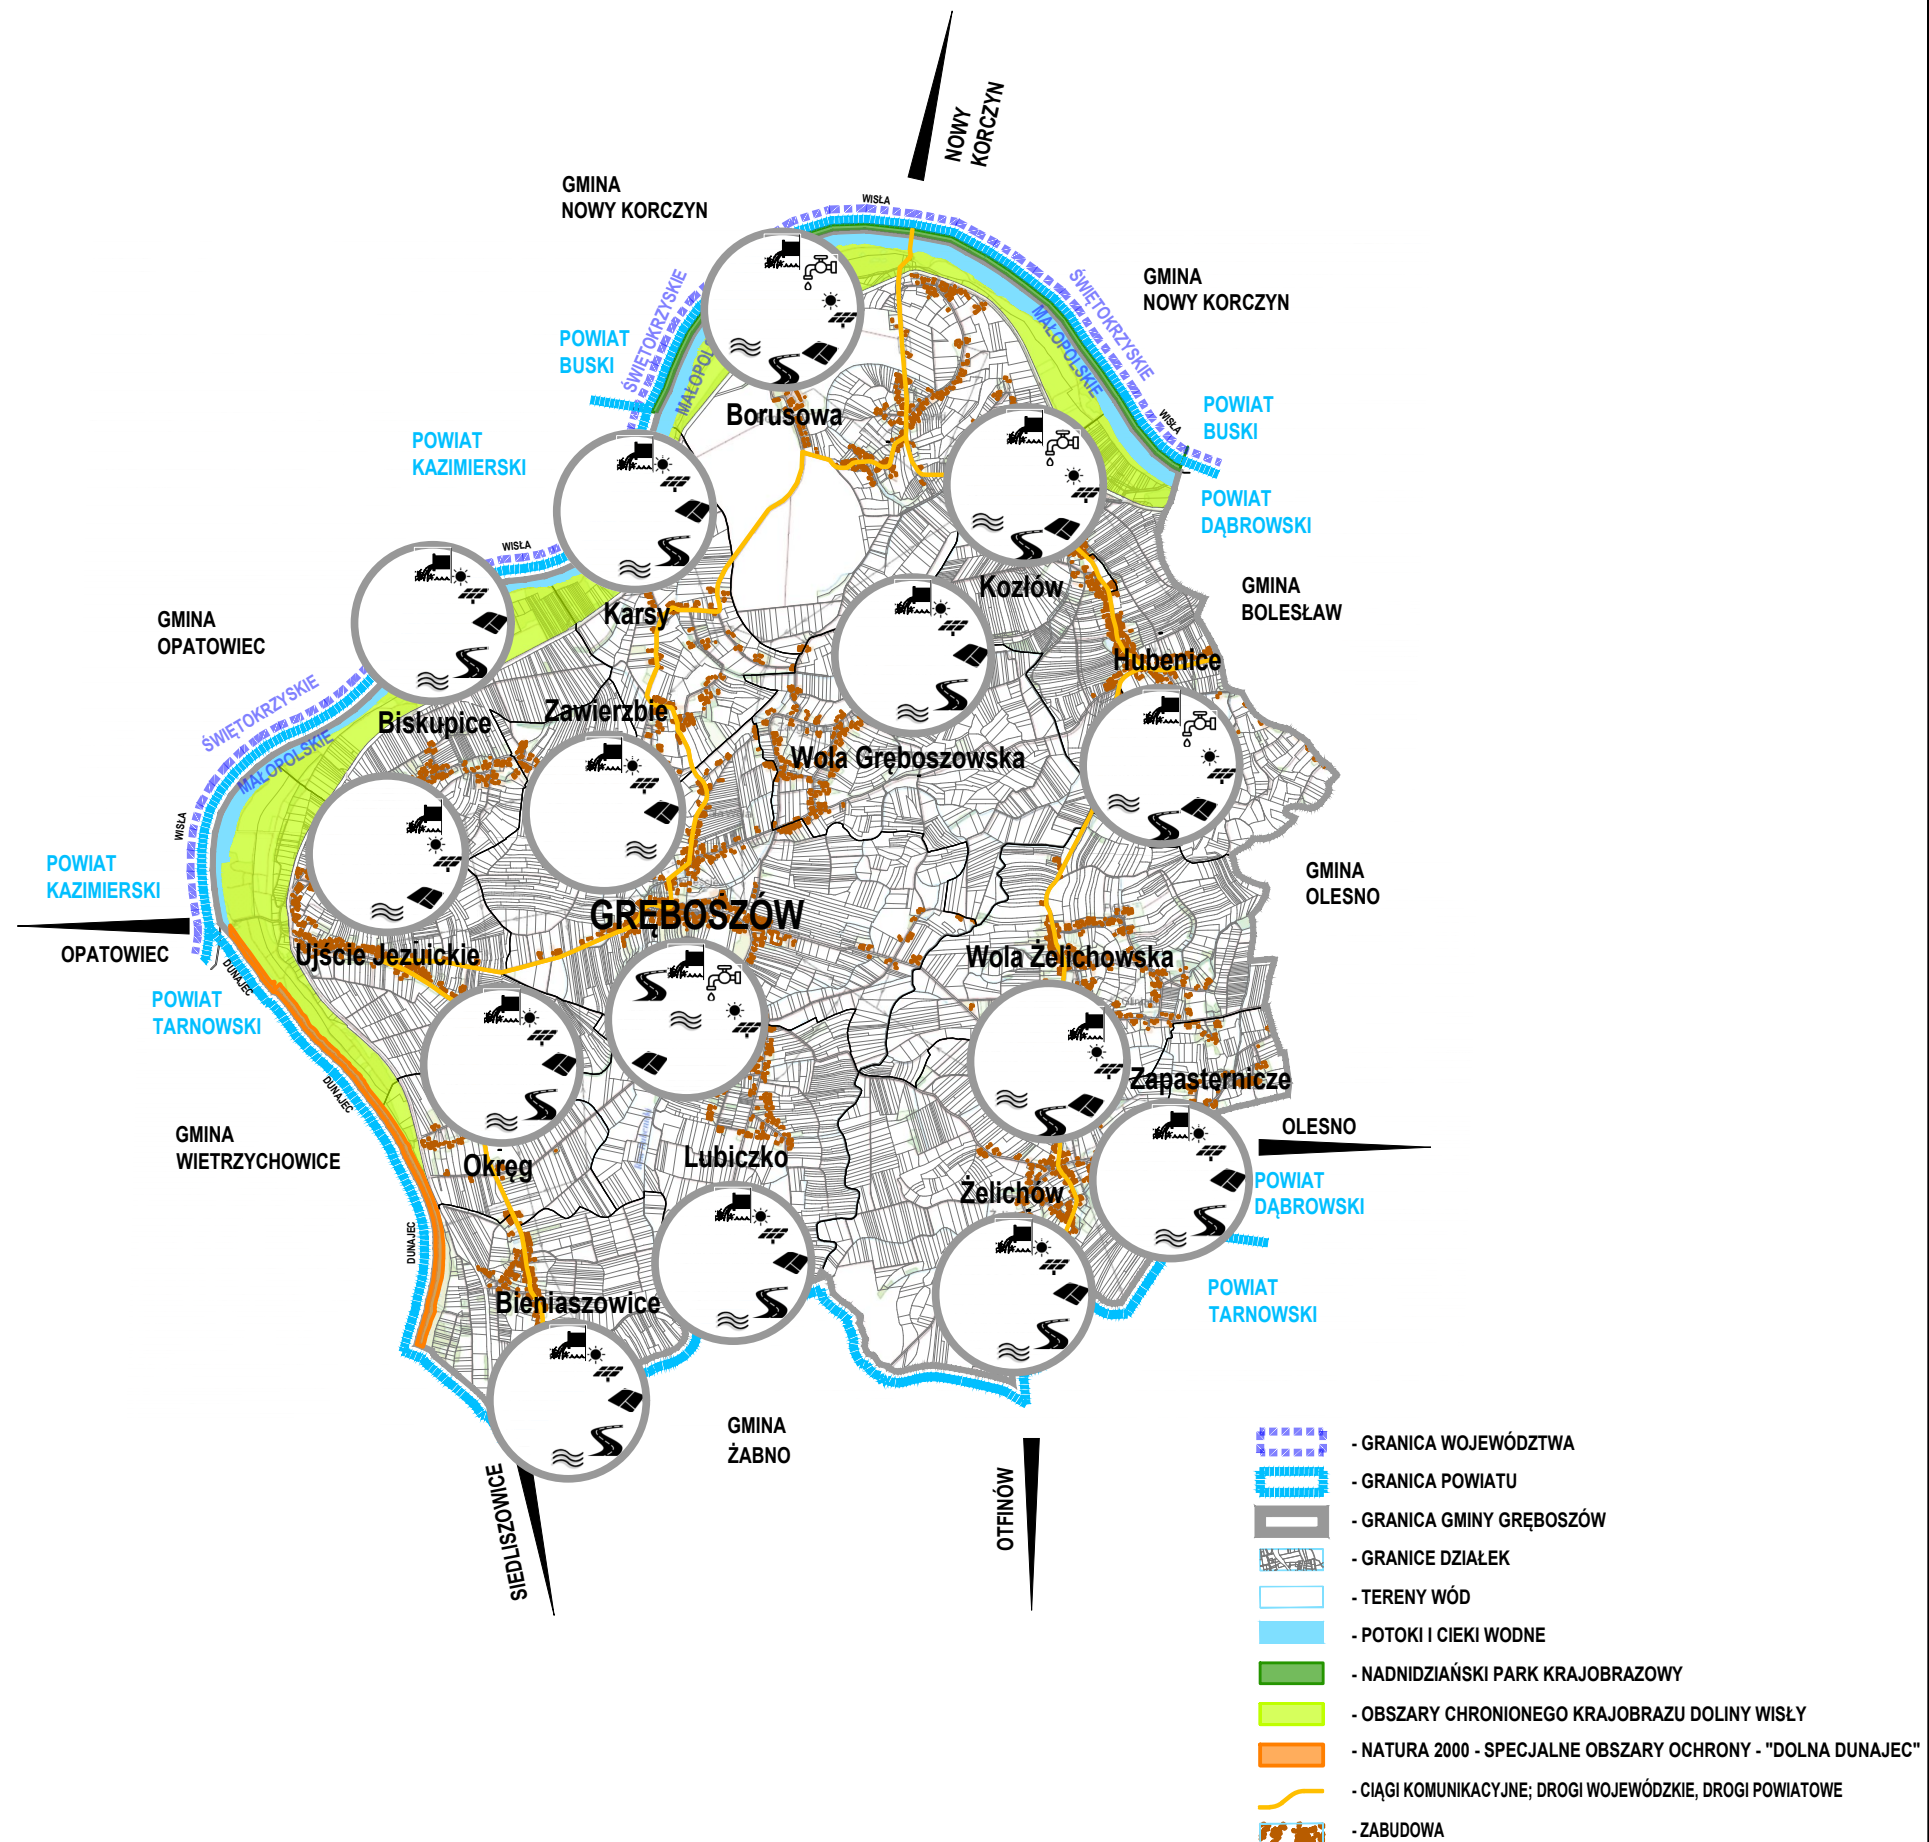 NOWY
KORCZYN
GMINA
NOWY KORCZYN
WISŁA
GMINA
NOWY KORCZYN
ŚWIĘTOKRZYSKIE
MAŁOPOLSKIE
ŚWIĘTOKRZYSKIE
POWIAT
BUSKI
Borusowa
WISŁA
POWIAT
BUSKI
POWIAT
KAZIMIERSKI
POWIAT
DĄBROWSKI
WISŁA
Kozłów
GMINA
BOLESŁAW
Karsy
GMINA
OPATOWIEC
Hubenice
ŚWIĘTOKRZYSKIE
MAŁOPOLSKIE
Biskupice
Zawierzbie
Wola Gręboszowska
WISŁA
POWIAT
KAZIMIERSKI
GMINA
OLESNO
GRĘBOSZÓW
OPATOWIEC
Ujście Jezuickie
Wola Żelichowska
DUNAJEC
POWIAT
TARNOWSKI
DUNAJEC
Zapasternicze
GMINA
WIETRZYCHOWICE
OLESNO
Okręg
Lubiczko
Żelichów
POWIAT
DĄBROWSKI
DUNAJEC
Bieniaszowice
POWIAT
TARNOWSKI
GMINA
ŻABNO
SIEDLISZOWICE
OTFINÓW
- GRANICA WOJEWÓDZTWA
- GRANICA POWIATU
- GRANICA GMINY GRĘBOSZÓW
- GRANICE DZIAŁEK
- TERENY WÓD
- POTOKI I CIEKI WODNE
- NADNIDZIAŃSKI PARK KRAJOBRAZOWY
- OBSZARY CHRONIONEGO KRAJOBRAZU DOLINY WISŁY
- NATURA 2000 - SPECJALNE OBSZARY OCHRONY - "DOLNA DUNAJEC"
- CIĄGI KOMUNIKACYJNE; DROGI WOJEWÓDZKIE, DROGI POWIATOWE
- ZABUDOWA